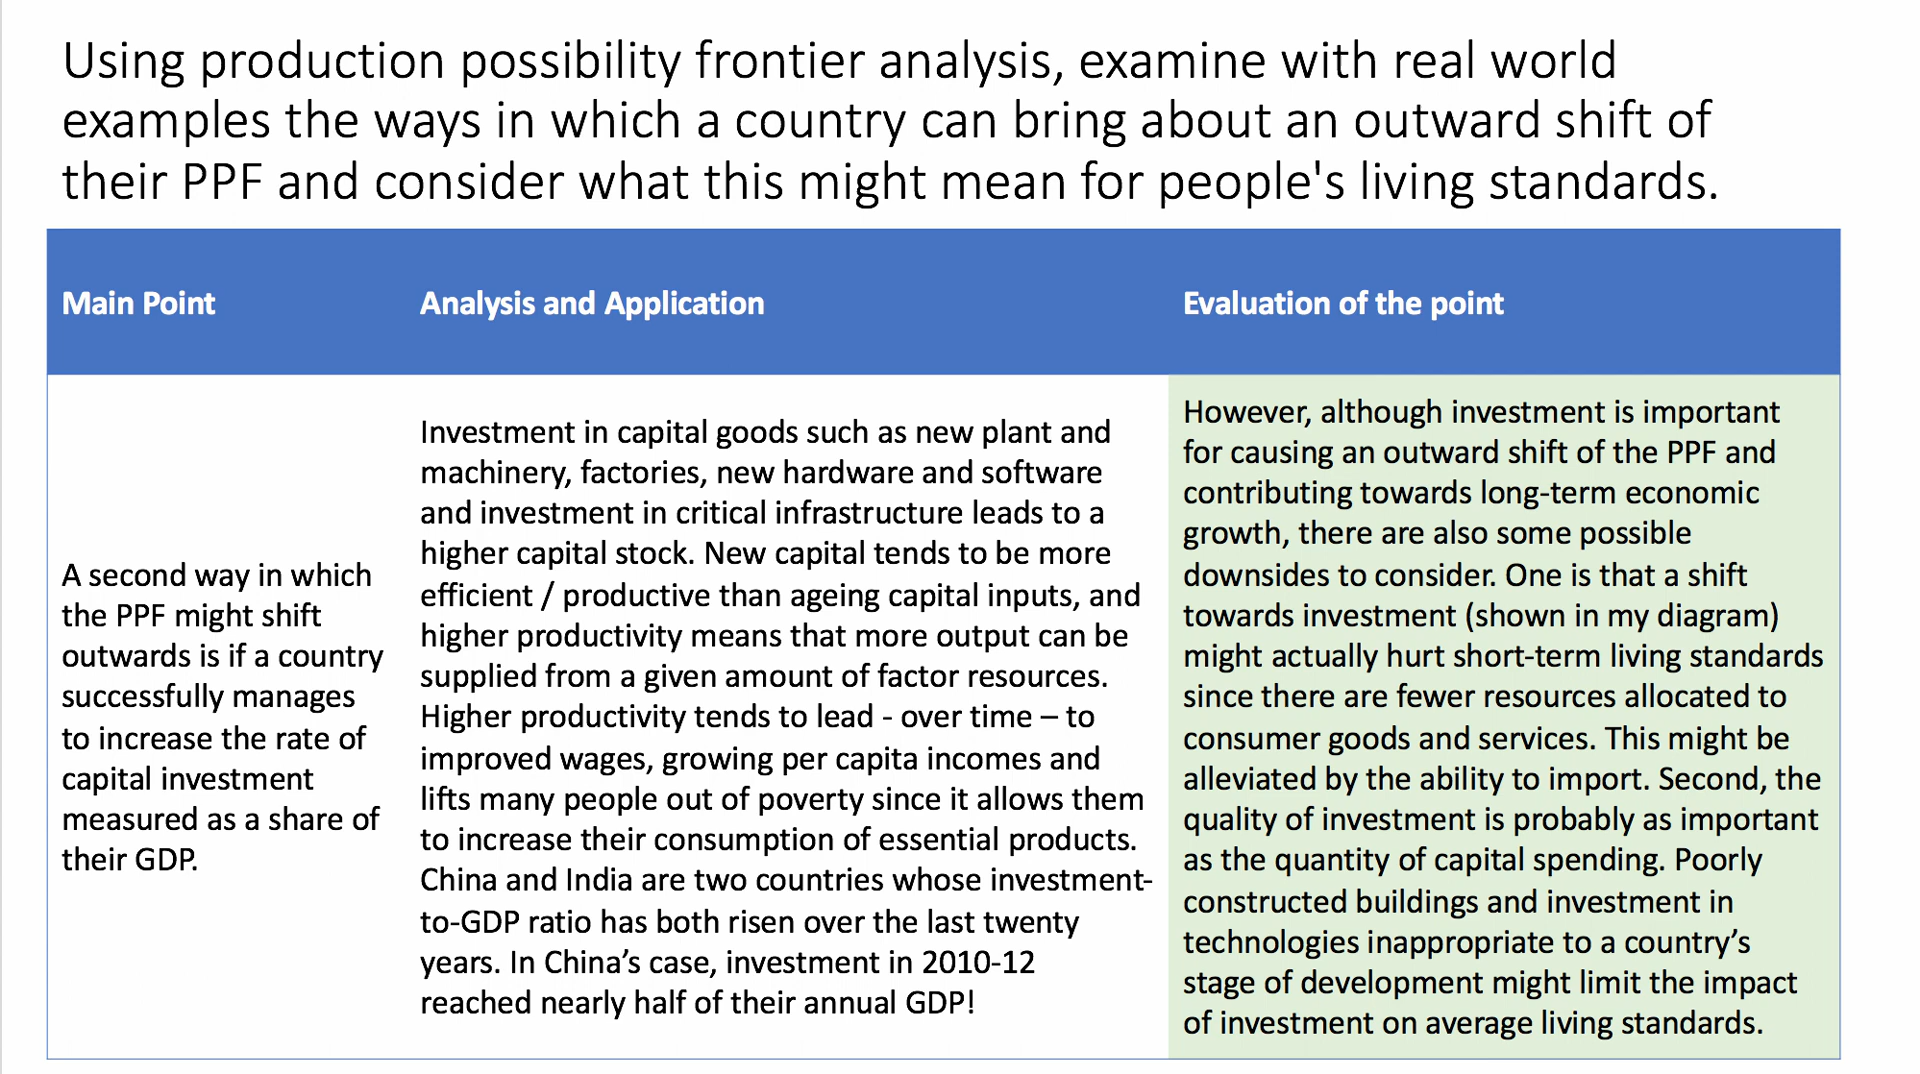 Using production possibility frontier analysis, examine with real world
examples the ways in which a country can bring about an outward shift of
their PPF and consider what this might mean for people's living standards.
Main Point
Analysis and Application
Evaluation of the point
A second way in which
the PPF might shift
outwards is if a country
successfully manages
to increase the rate of
capital investment
measured as a share of
their GDP.
Investment in capital goods such as new plant and
machinery, factories, new hardware and software
and investment in critical infrastructure leads to a
higher capital stock. New capital tends to be more
efficient / productive than ageing capital inputs, and
higher productivity means that more output can be
supplied from a given amount of factor resources.
Higher productivity tends to lead - over time – to
improved wages, growing per capita incomes and
lifts many people out of poverty since it allows them
to increase their consumption of essential products.
China and India are two countries whose investment-
to-GDP ratio has both risen over the last twenty
years. In China’s case, investment in 2010-12
reached nearly half of their annual GDP!
However, although investment is important
for causing an outward shift of the PPF and
contributing towards long-term economic
growth, there are also some possible
downsides to consider. One is that a shift
towards investment (shown in my diagram)
might actually hurt short-term living standards
since there are fewer resources allocated to
consumer goods and services. This might be
alleviated by the ability to import. Second, the
quality of investment is probably as important
as the quantity of capital spending. Poorly
constructed buildings and investment in
technologies inappropriate to a country’s
stage of development might limit the impact
of investment on average living standards.